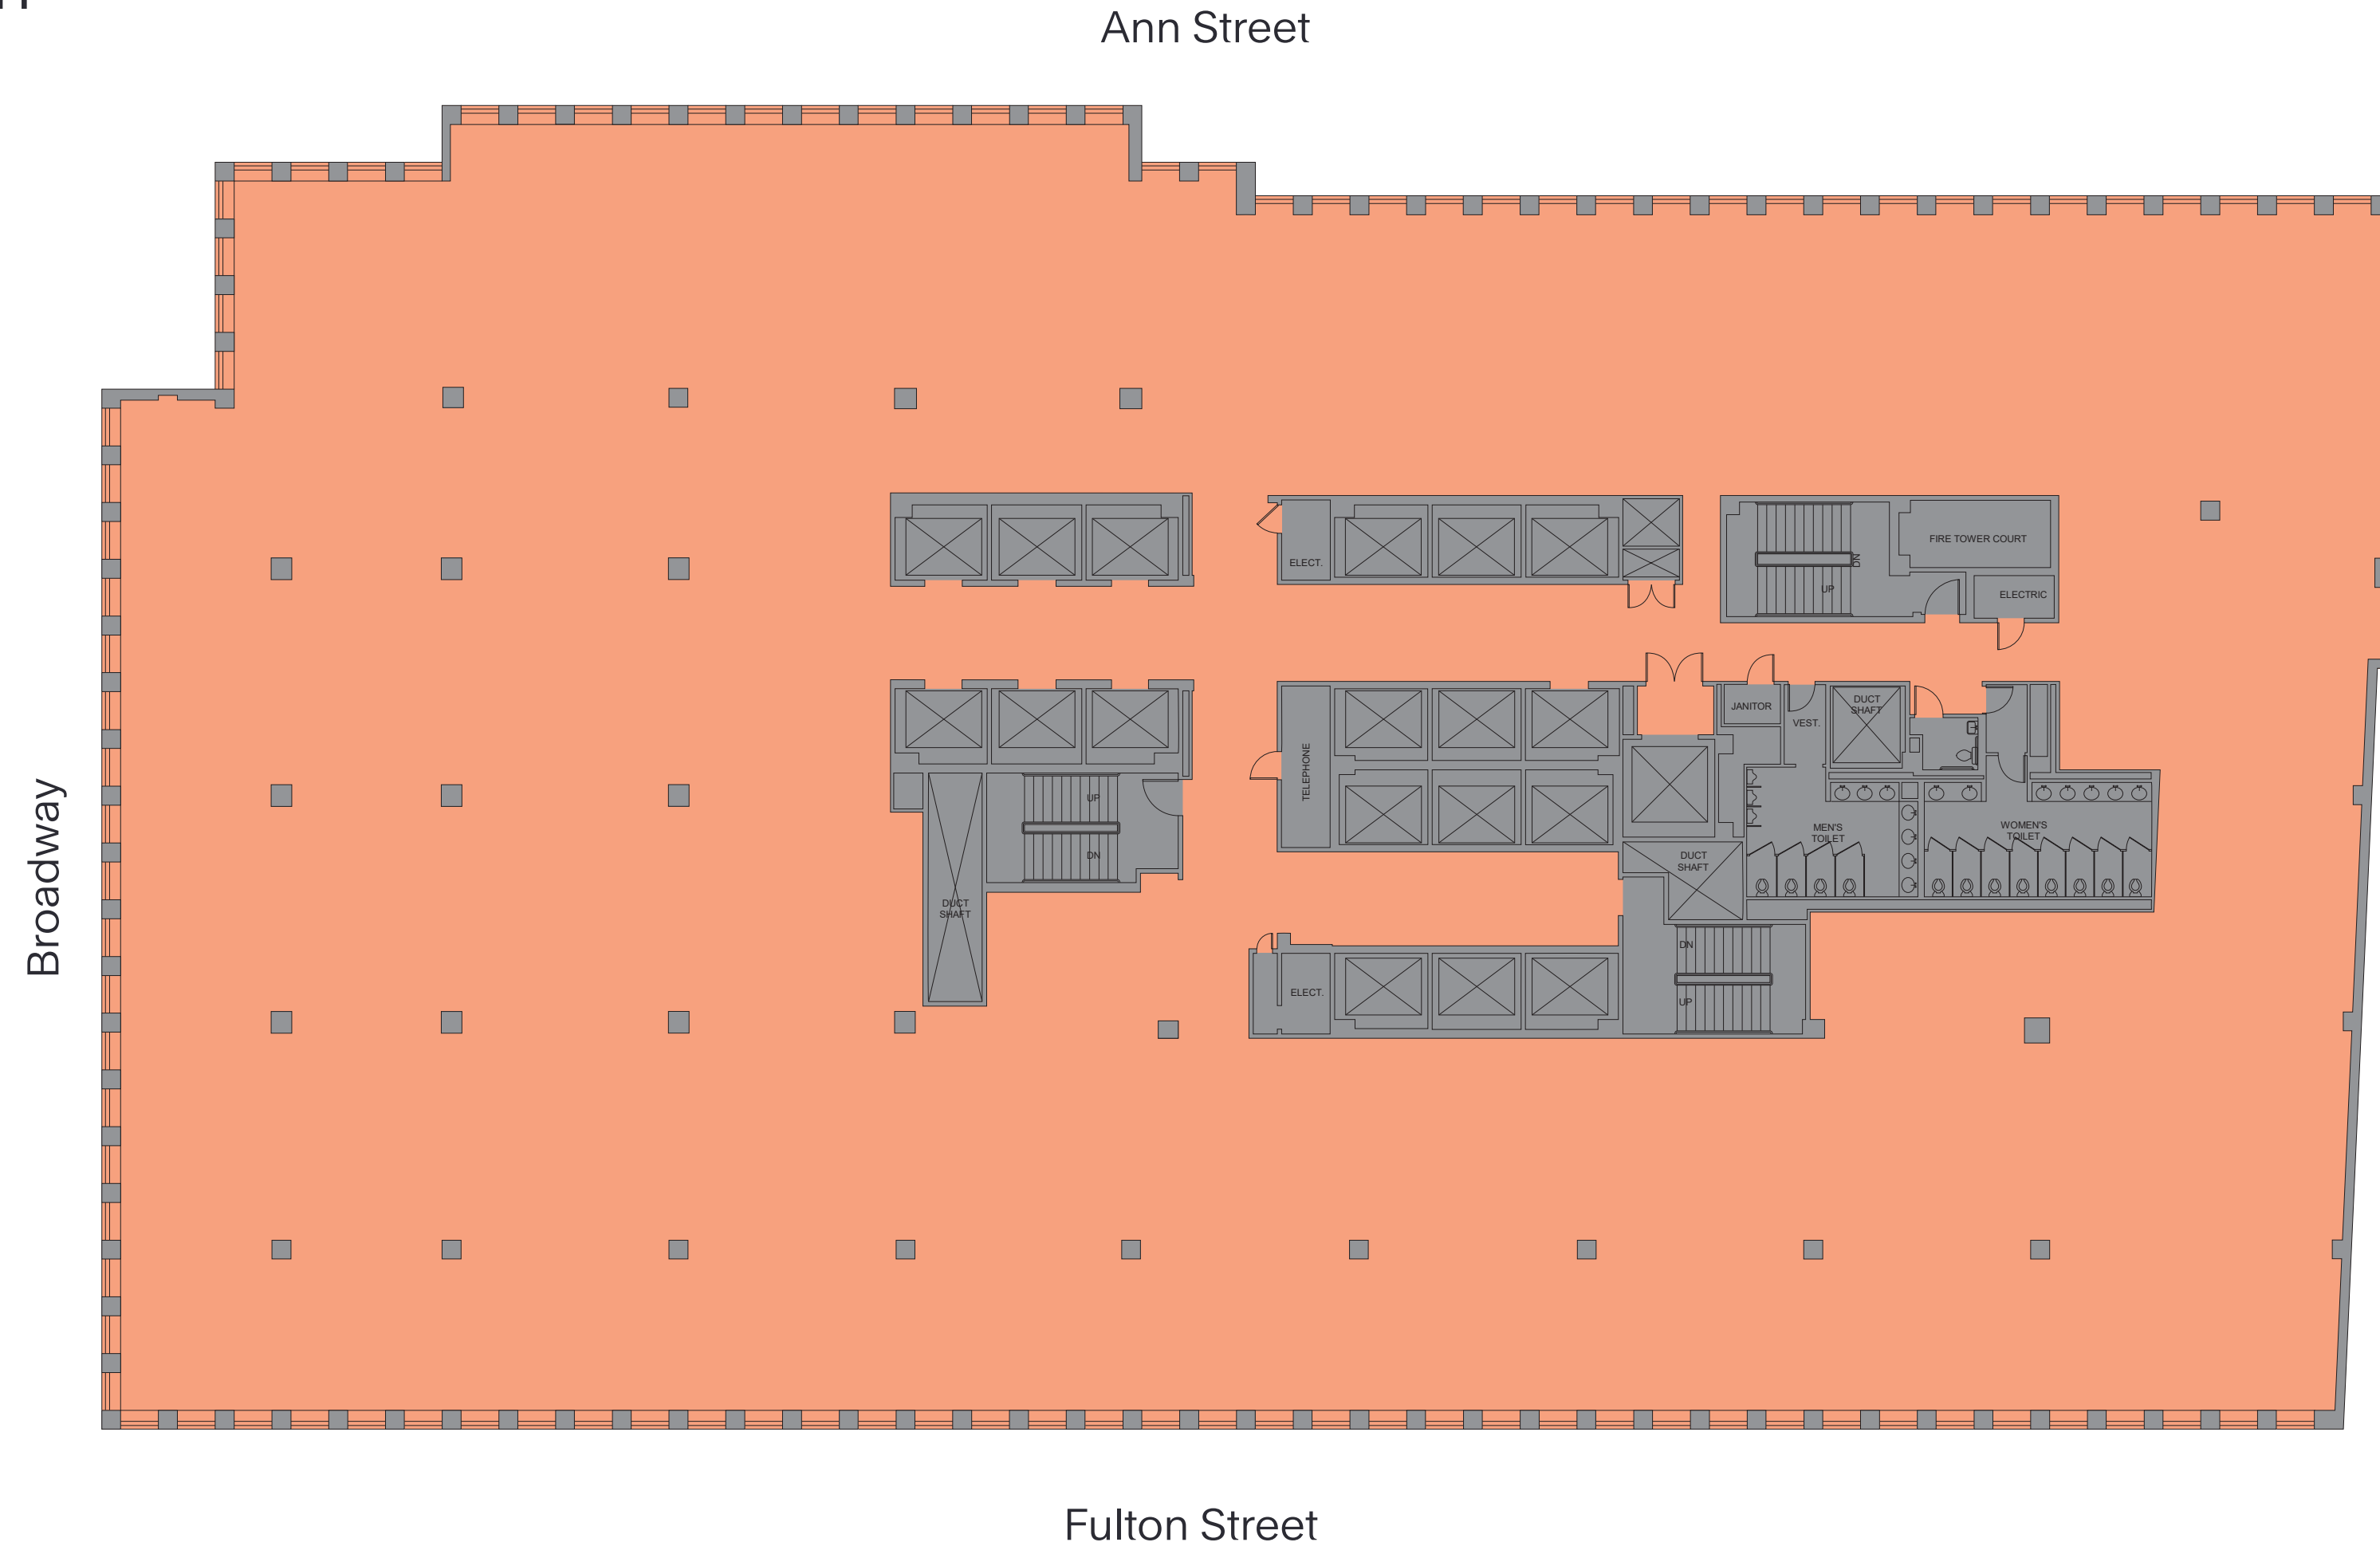 Ann Street
FIRE TOWER COURT
DN
ELECT.
UP
ELECTRIC
DUCT
SHAFT
JANITOR
VEST.
TELEPHONE
UP
MEN'S
TOILET
WOMEN'S
TOILET
DN
DUCT
SHAFT
Broadway
DUCT
SHAFT
DN
ELECT.
UP
Fulton Street